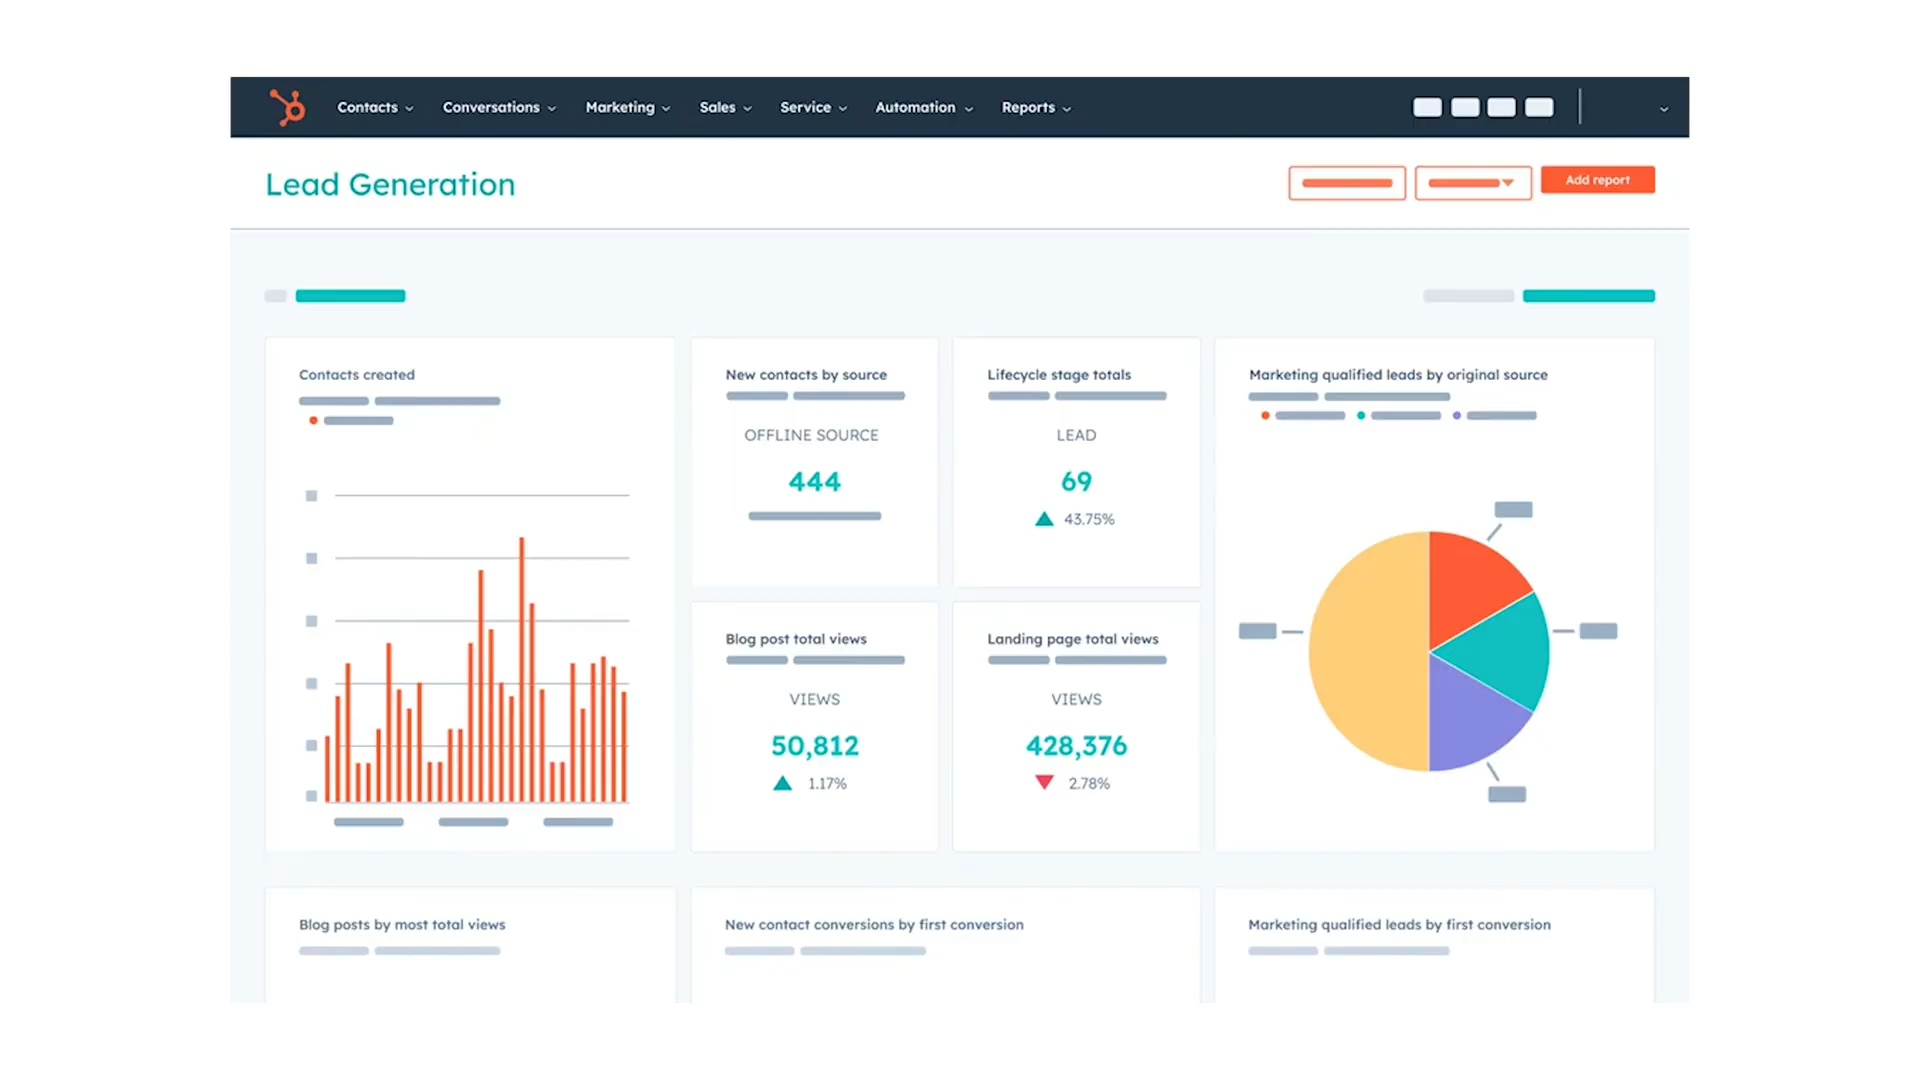 Contacts
Conversations
Marketing
Sales
Service
Automation
Reports
Lead Generation
Add report
Contacts created
New contacts by source
OFFLINE SOURCE
444
Lifecycle stage totals
LEAD
69
43.75%
Marketing qualified leads by original source
Blog post total views
VIEWS
50,812
1.17%
Landing page total views
VIEWS
428,376
2.78%
Blog posts by most total views
New contact conversions by first conversion
Marketing qualified leads by first conversion